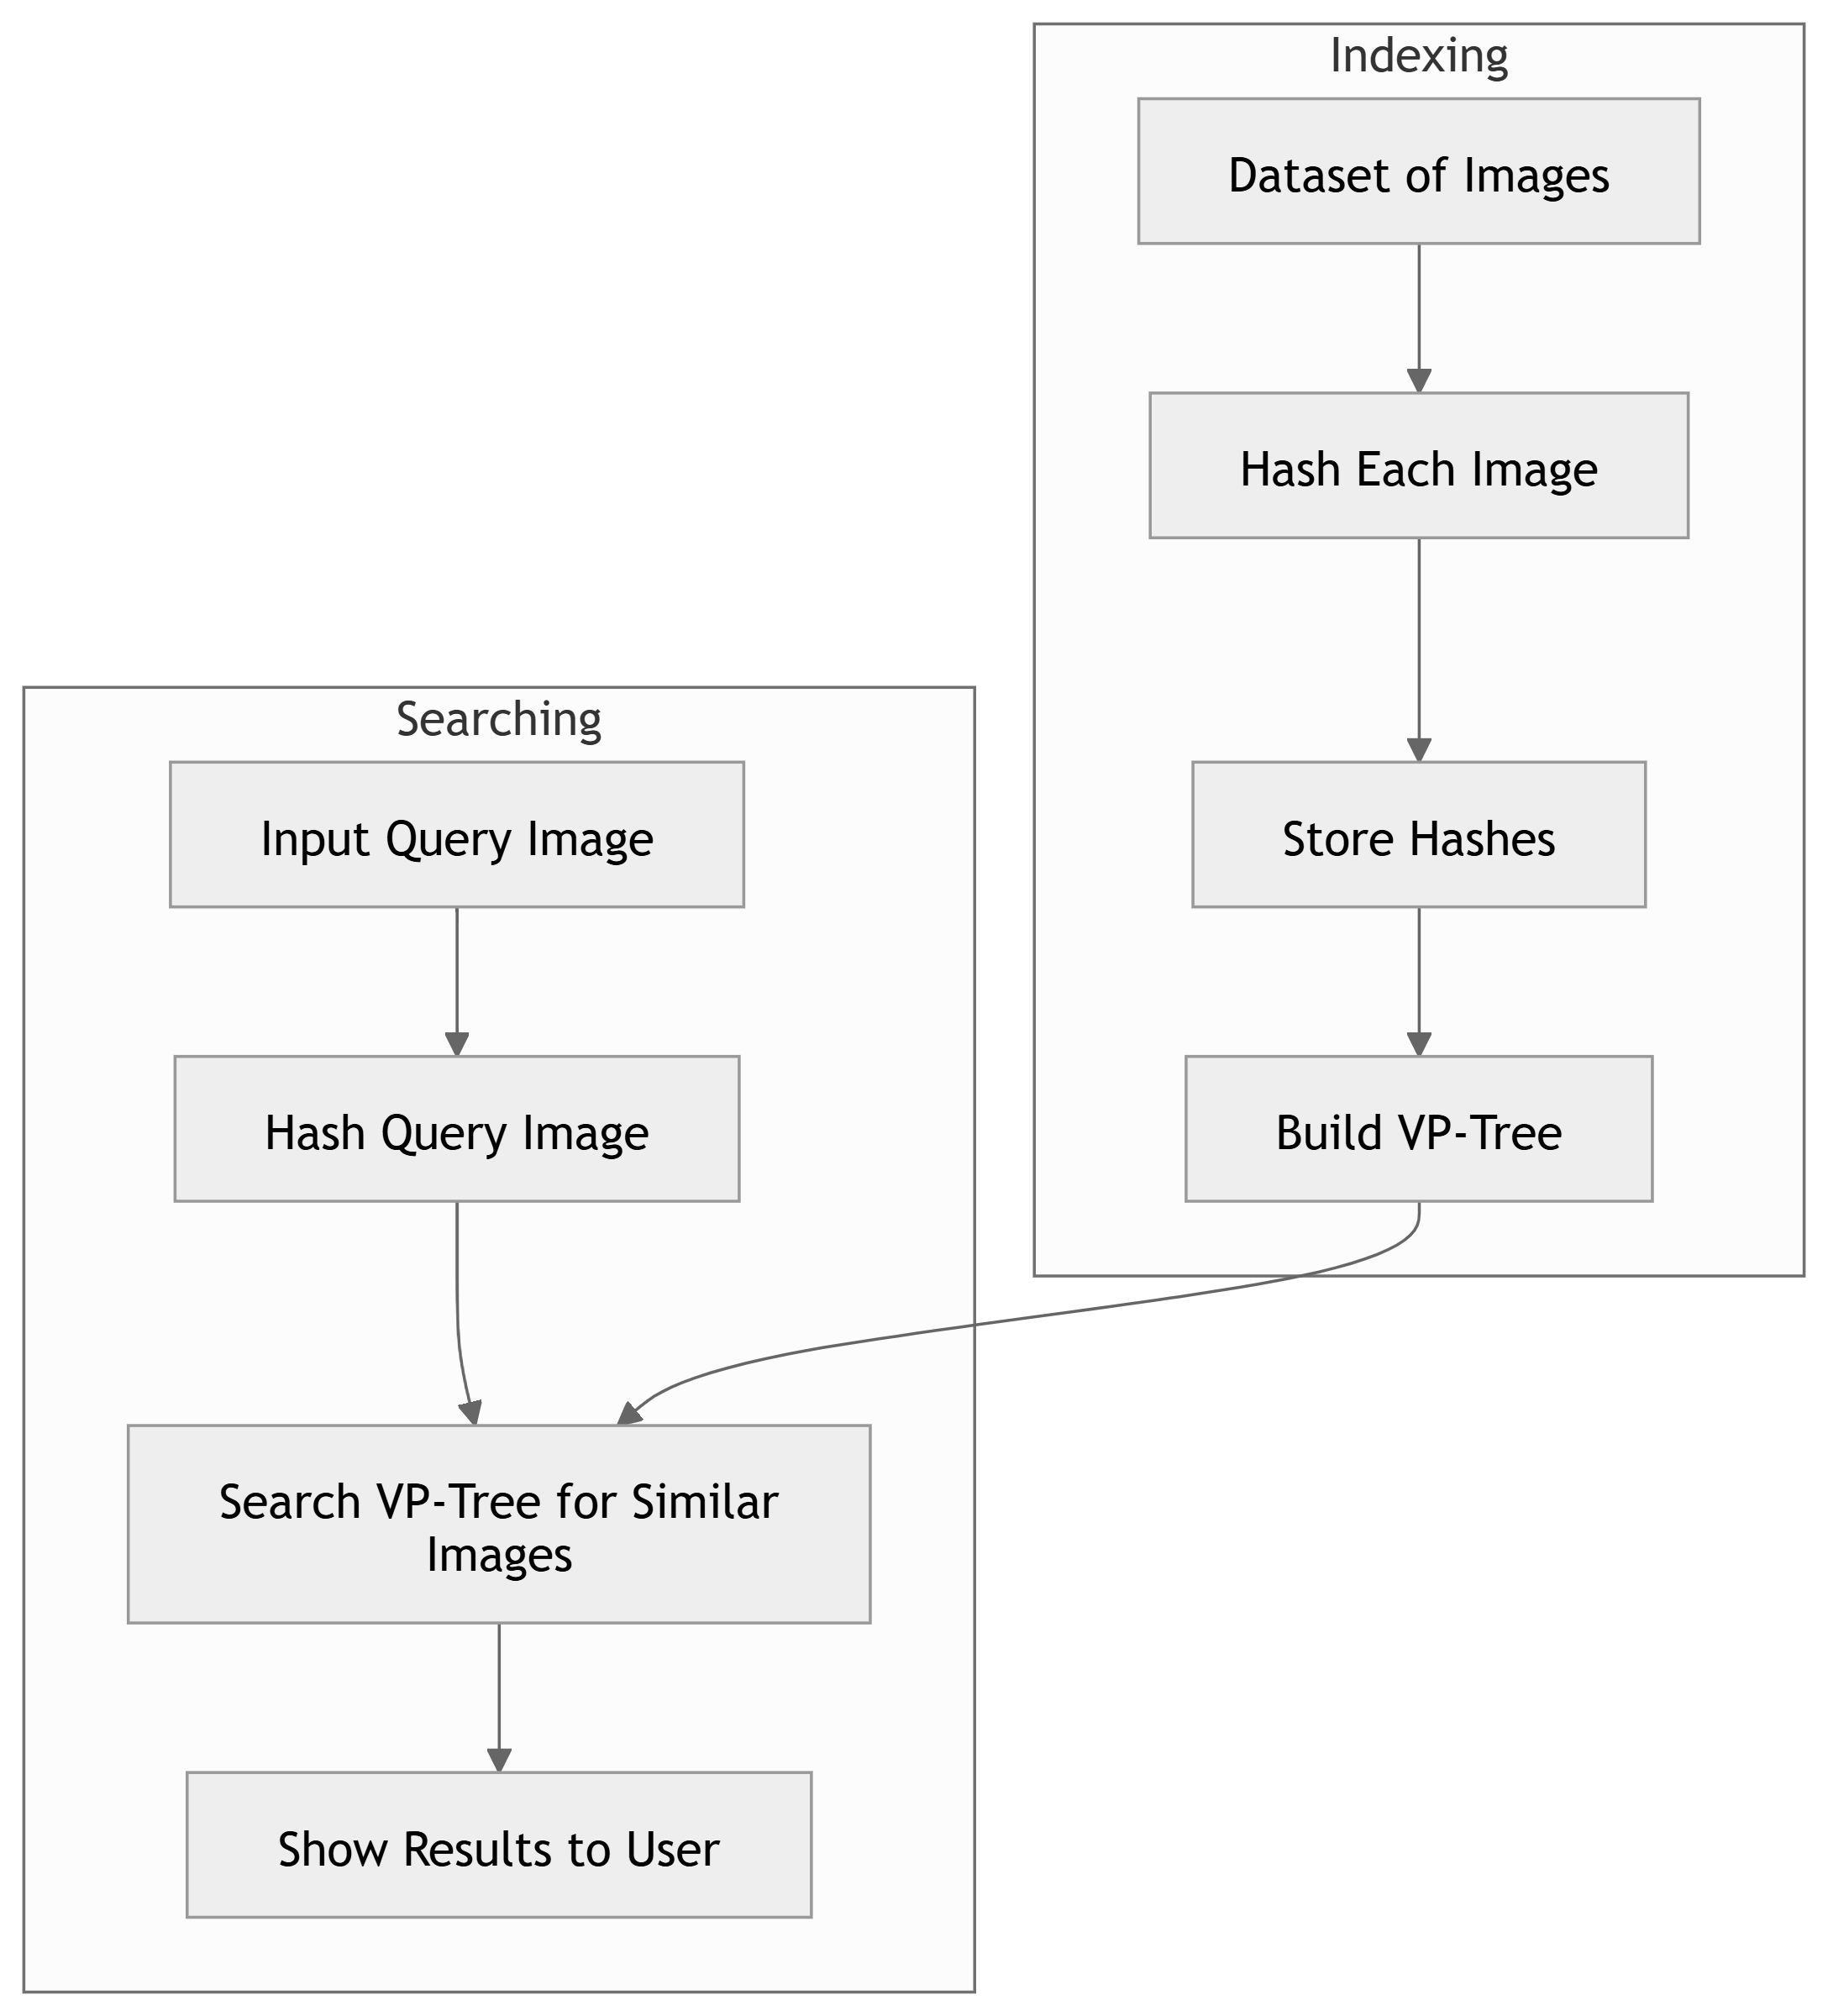 Indexing
Dataset of Images
Hash Each Image
Store Hashes
Build VP-Tree
Searching
Input Query Image
Hash Query Image
Search VP-Tree for Similar
Images
Show Results to User